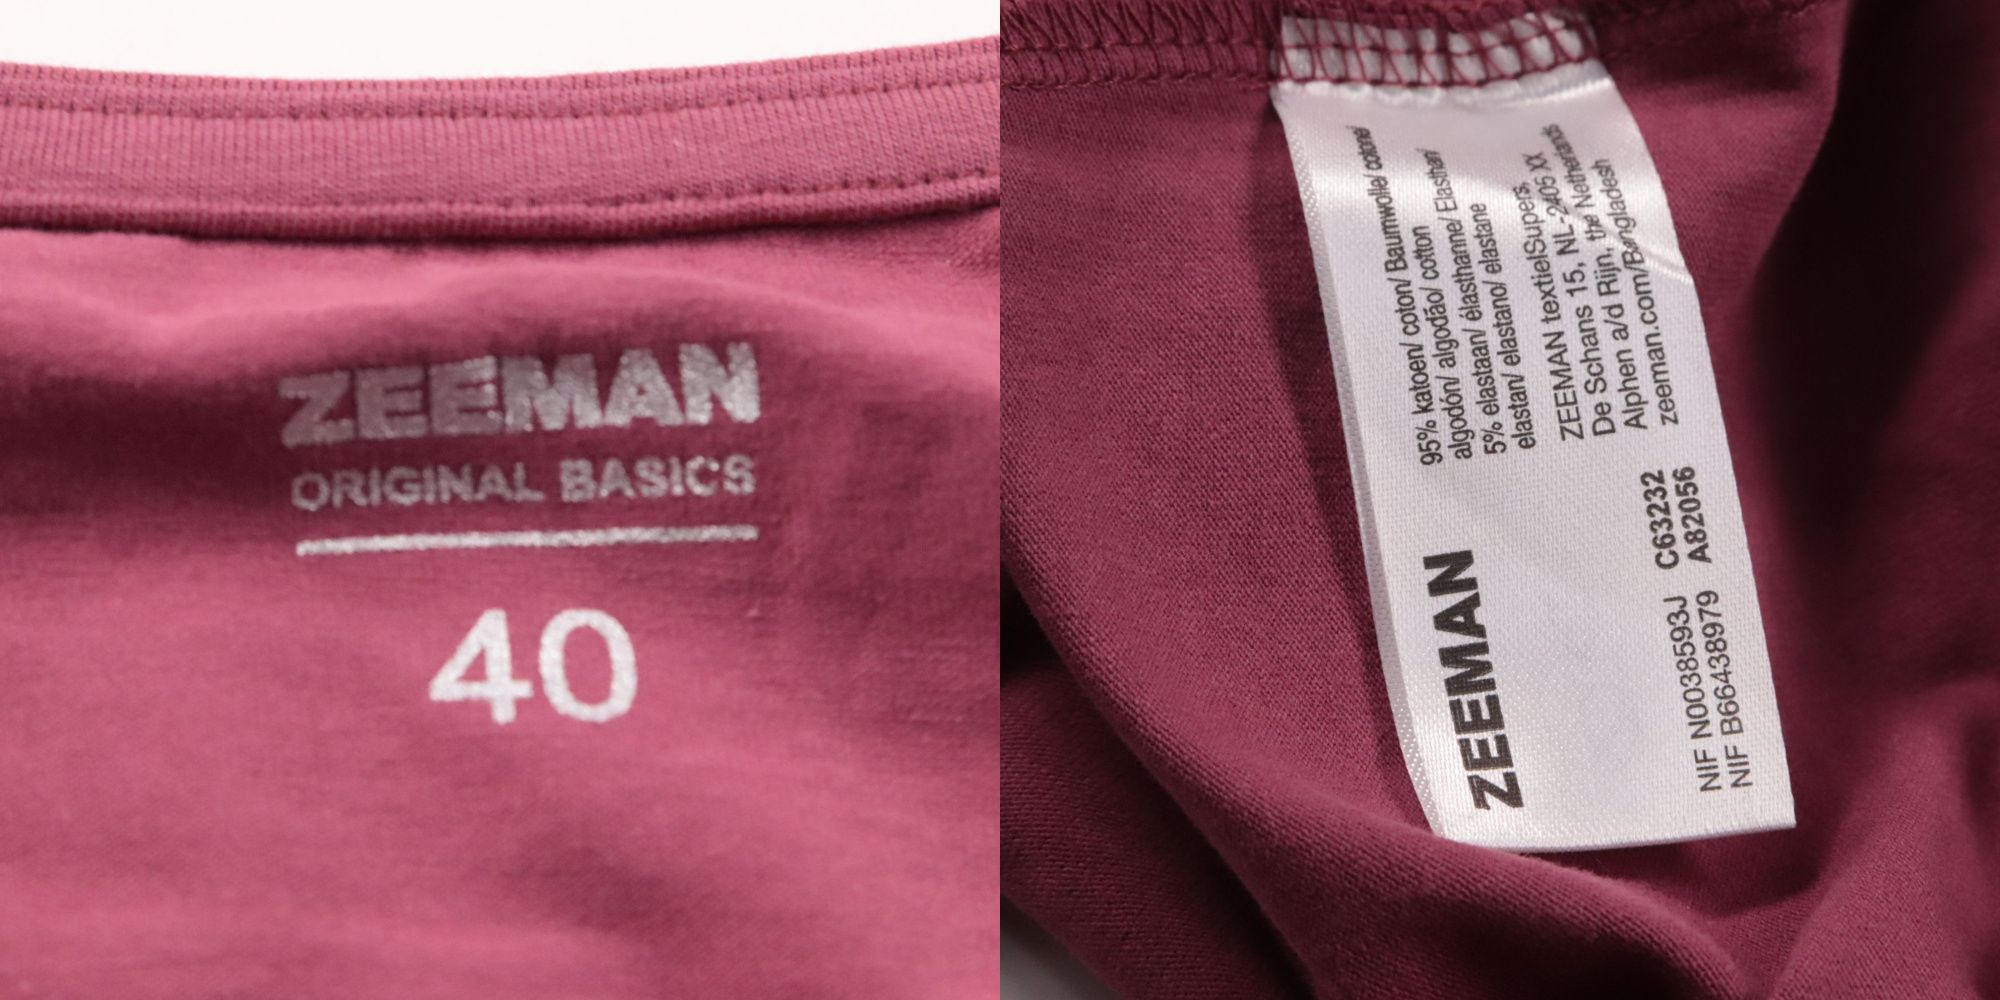 ZEEMAN
ORIGINAL BASICS
40
95% katoen/ coton/ Baumwolle/ cotone/
algodón/ algodão/ cotton
5% elastaan/ élasthanne/ Elasthan/
elastan/ elastano/ elastane
ZEEMAN textielSupers,
De Schans 15, NL-2405 XX
Alphen a/d Rijn, the Netherlands
zeeman.com/Bangladesh
ZEEMAN
C63232
A82056
NIF N0038593J
NIF B66438979